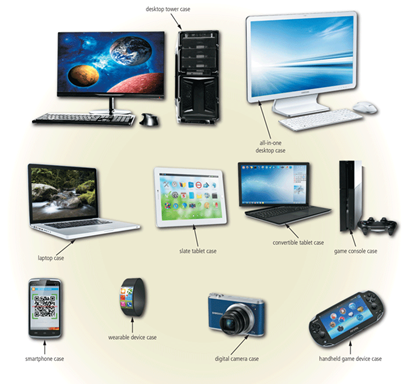 desktop tower case
all-in-one
desktop case
laptop case
slate tablet case
convertible tablet case
game console case
smartphone case
wearable device case
digital camera case
handheld game device case